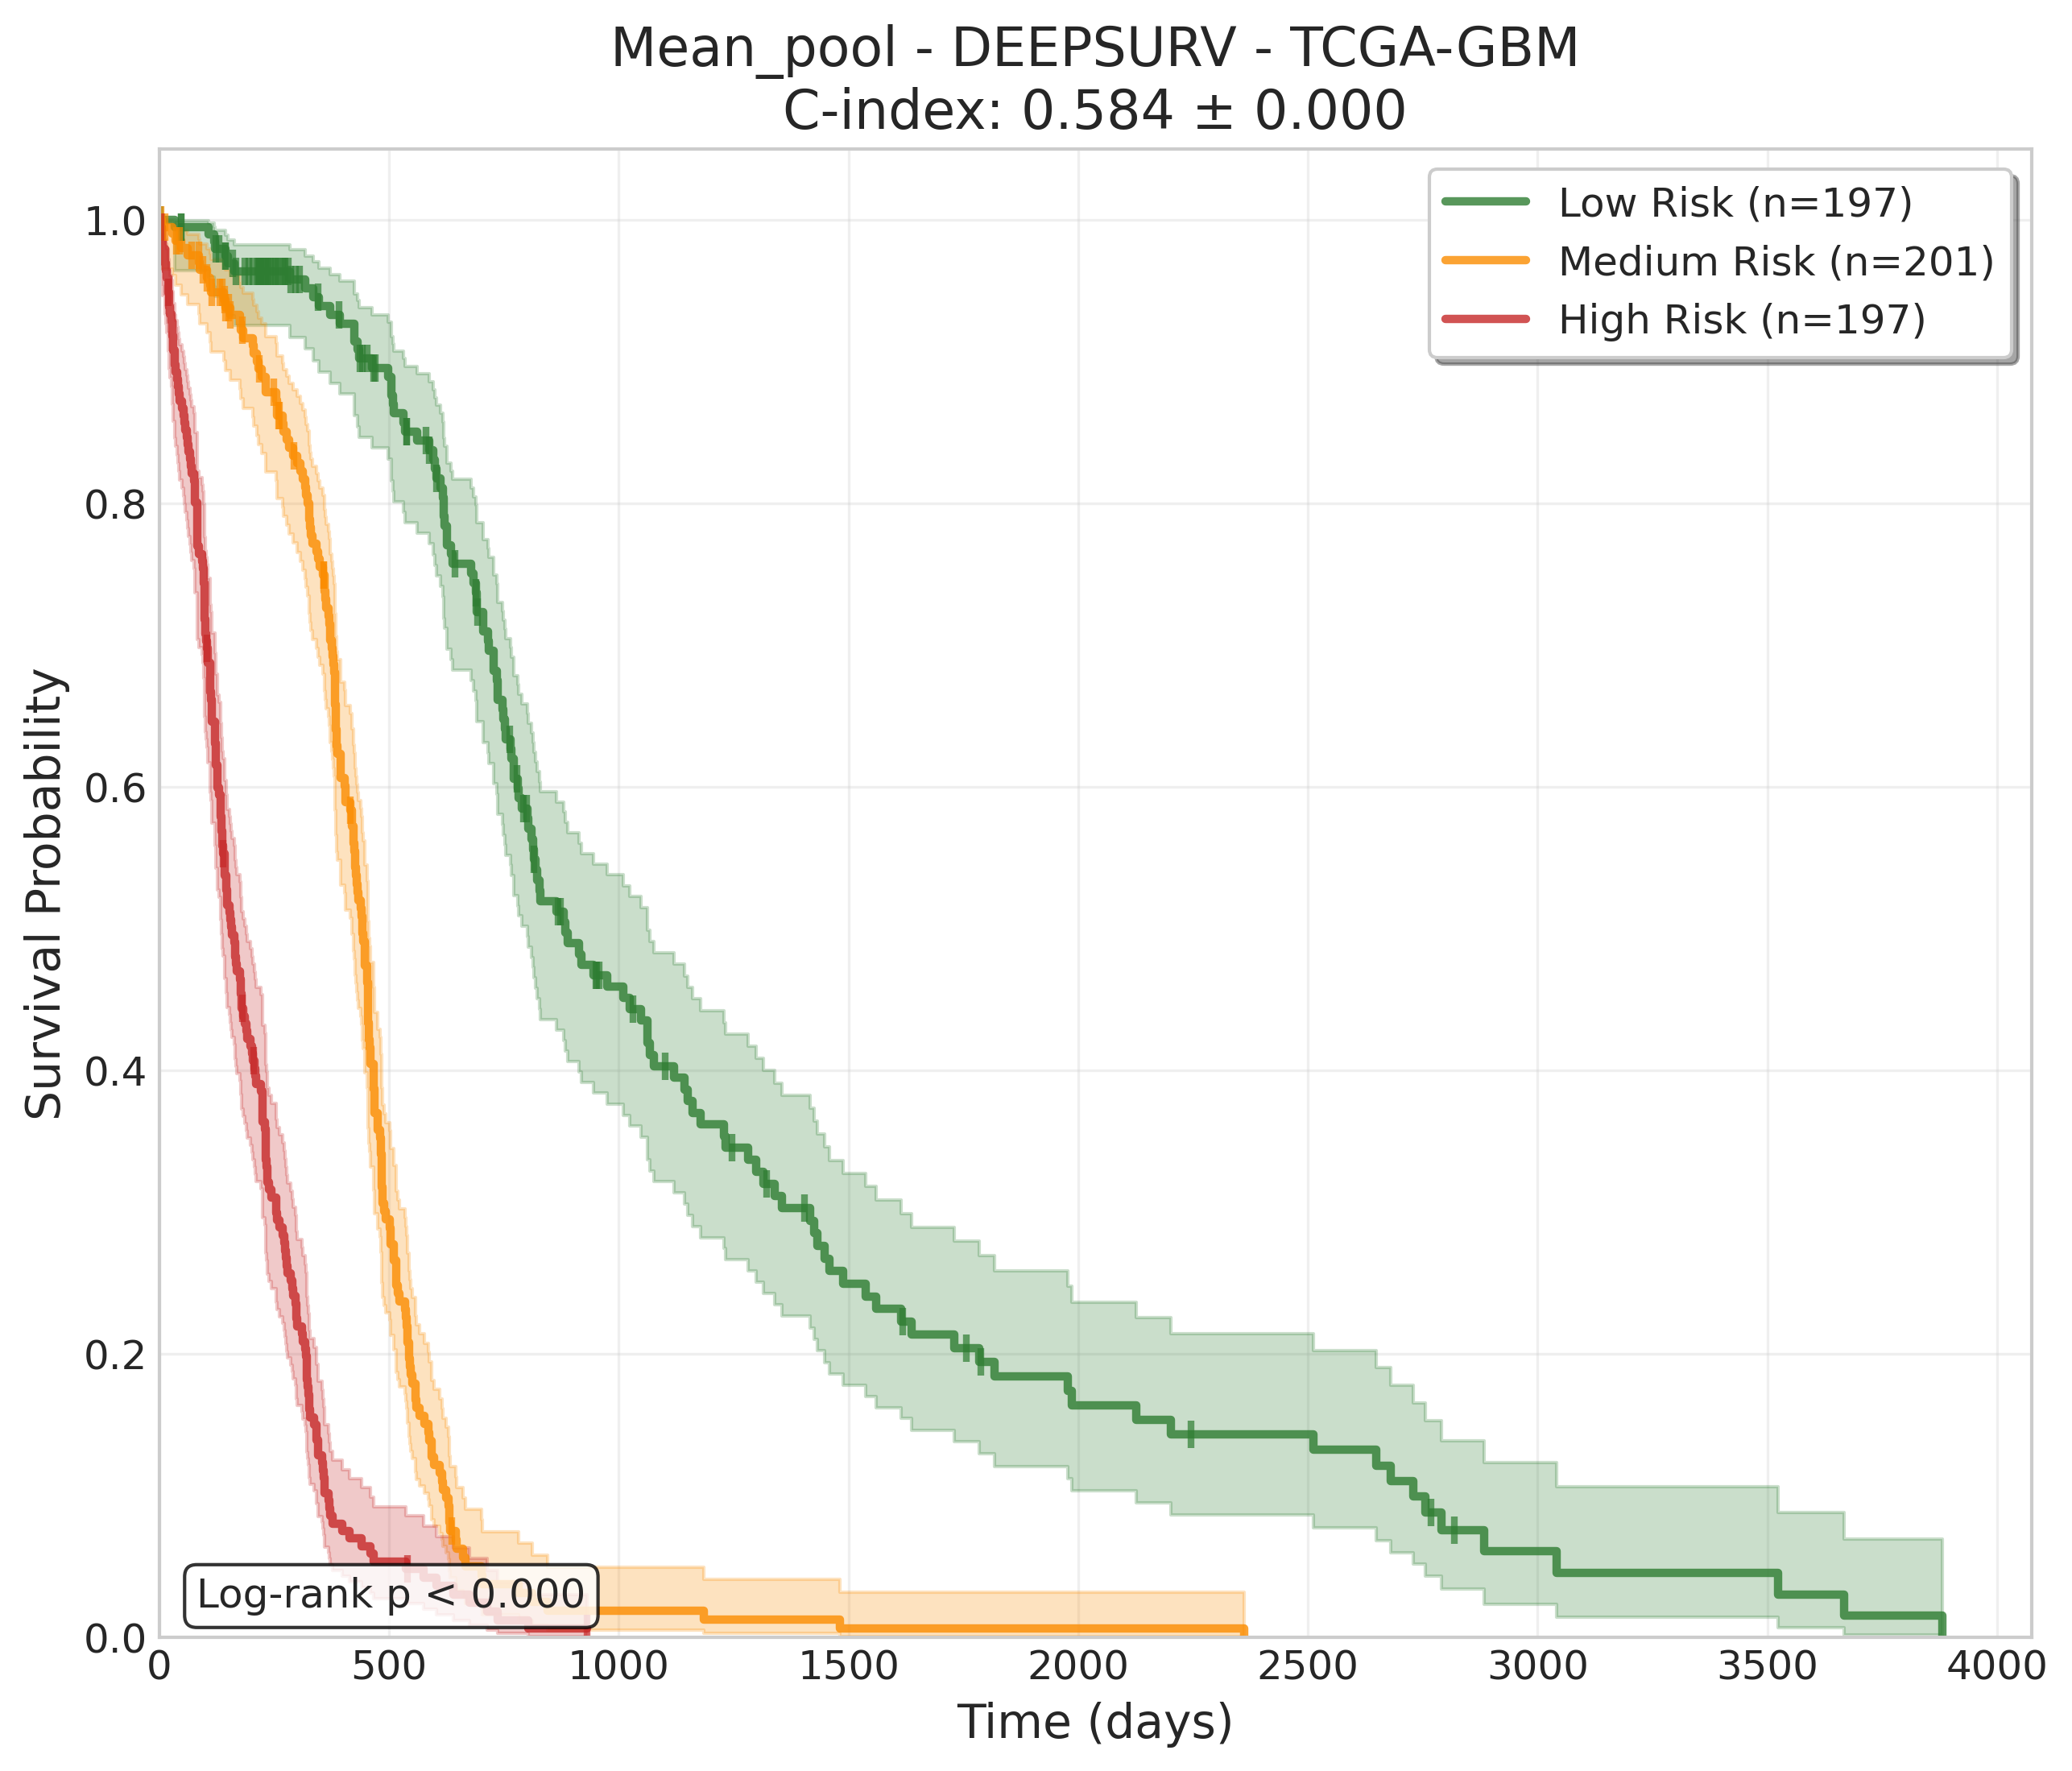 Mean_pool - DEEPSURV - TCGA-GBM
C-index: 0.584 ± 0.000
Low Risk (n=197)
Medium Risk (n=201)
High Risk (n=197)
Survival Probability
1.0
0.8
0.6
0.4
0.2
0.0
Log-rank p < 0.000
0 500 1000 1500 2000 2500 3000 3500 4000
Time (days)